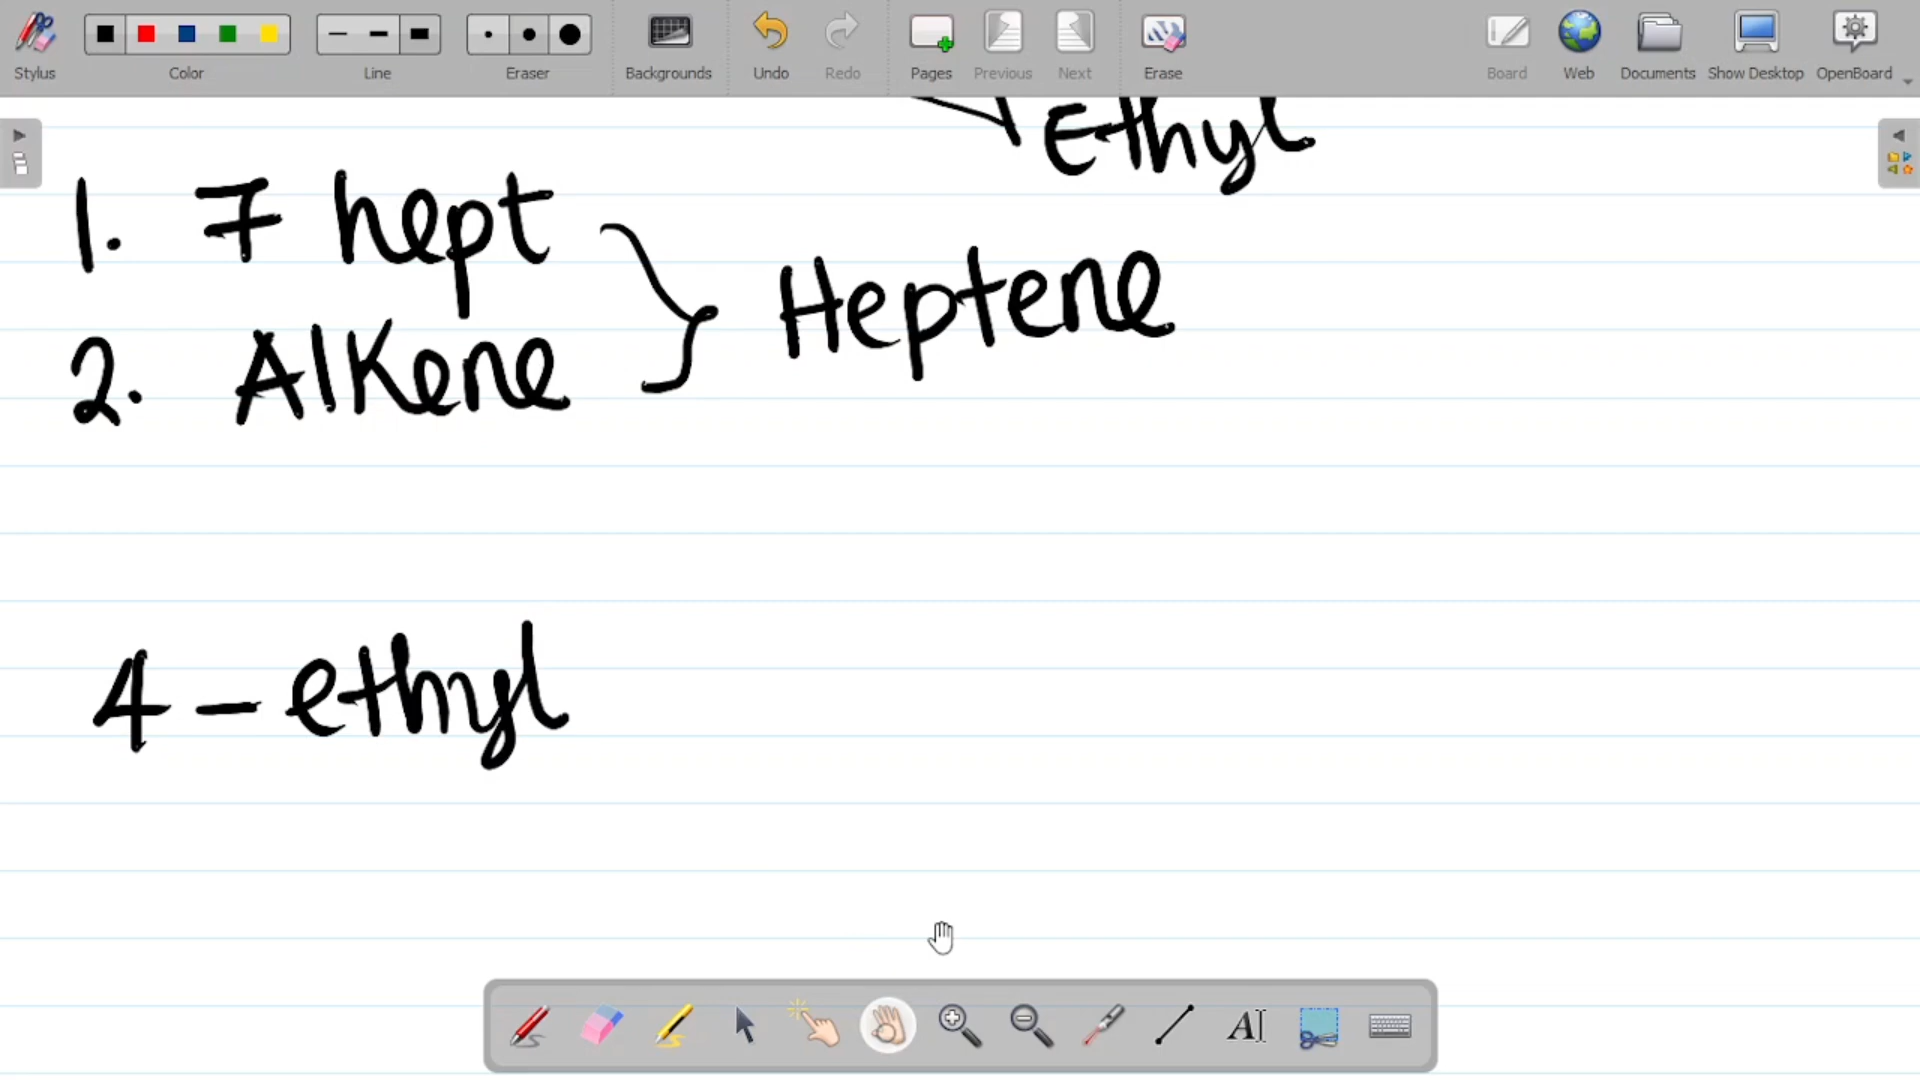 Stylus
Color
Line
Eraser
Backgrounds
Undo
Redo
Pages
Previous
Next
Erase
Board
Web
Documents
Show Desktop
OpenBoard
Ethyl
1. 7 hept
2. Alkene
Heptene
4 - ethyl
AI